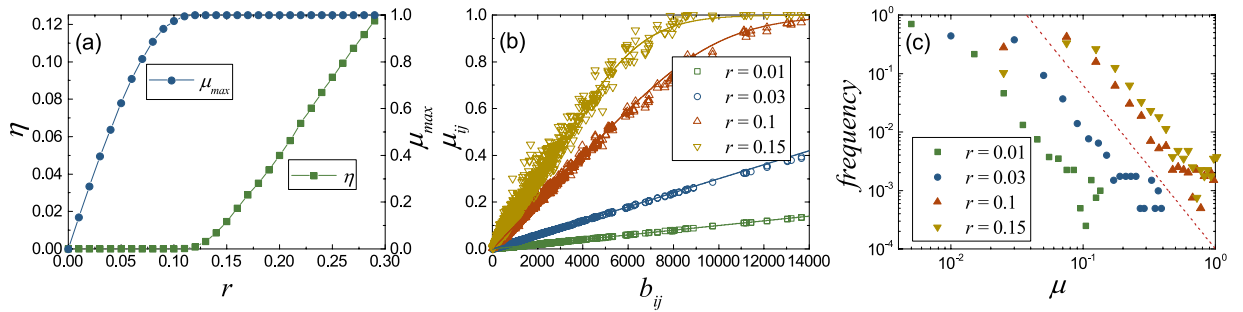 (a)
0.12
0.10
0.08
0.06
0.04
0.02
0.00
η
1.0
0.8
0.6
0.4
0.2
0.0
μmax
0.00 0.05 0.10 0.15 0.20 0.25 0.30
r
μmax
η
(b)
1.0
0.8
0.6
0.4
0.2
0.0
μij
0 2000 4000 6000 8000 10000 12000 14000
bij
r = 0.01
r = 0.03
r = 0.1
r = 0.15
(c)
10^0
10^-1
10^-2
10^-3
10^-4
frequency
10^-2 10^-1 10^0
μ
r = 0.01
r = 0.03
r = 0.1
r = 0.15